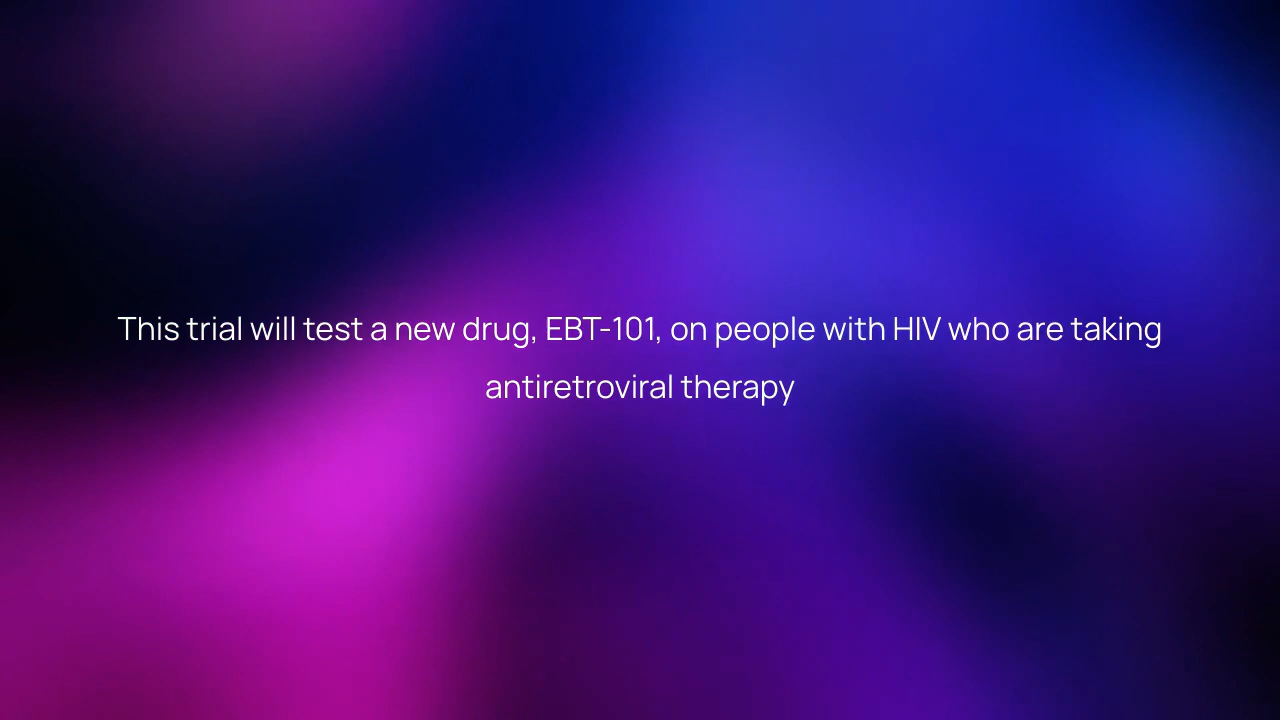 This trial will test a new drug, EBT-101, on people with HIV who are taking
antiretroviral therapy